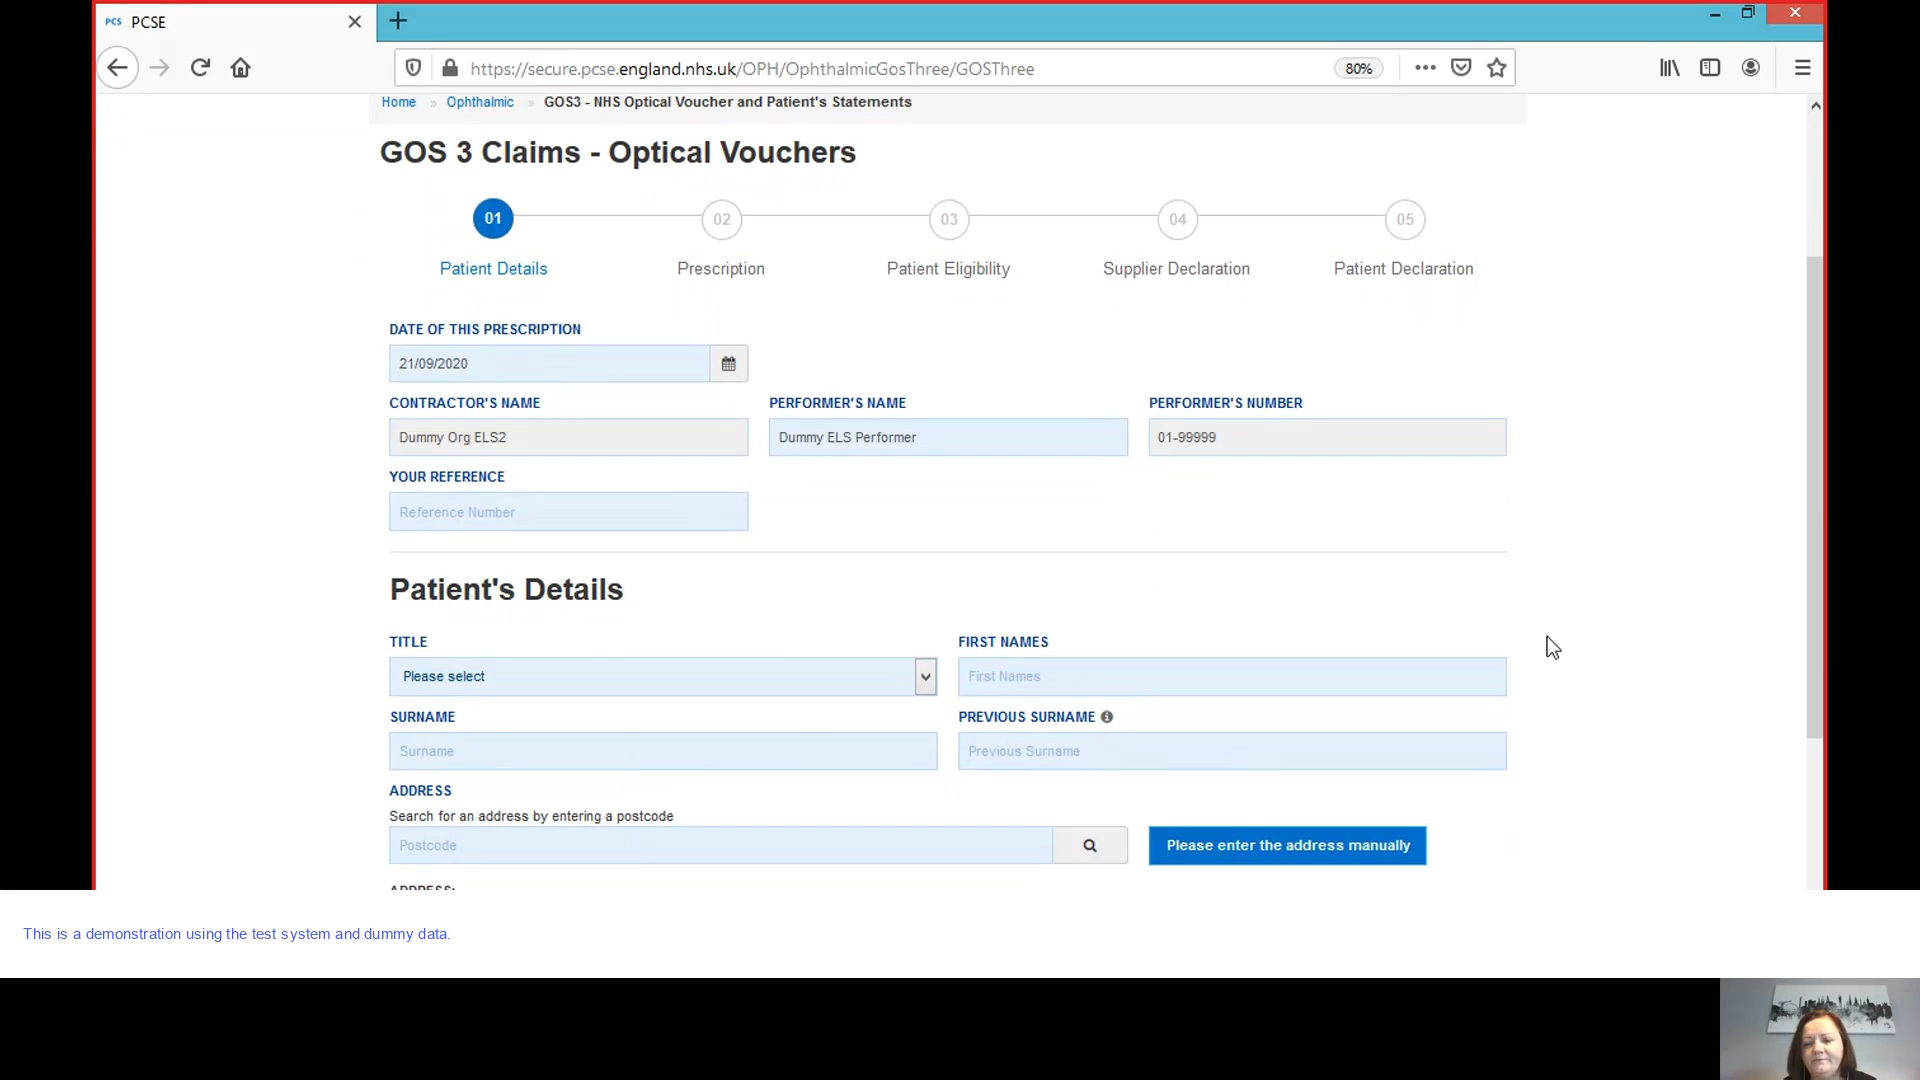 PCS PCSE
https://secure.pcse.england.nhs.uk/OPH/OphthalmicGosThree/GOSThree 80%
Home » Ophthalmic » GOS3 - NHS Optical Voucher and Patient's Statements
GOS 3 Claims - Optical Vouchers
01 02 03 04 05
Patient Details Prescription Patient Eligibility Supplier Declaration Patient Declaration
DATE OF THIS PRESCRIPTION
21/09/2020
CONTRACTOR'S NAME PERFORMER'S NAME PERFORMER'S NUMBER
Dummy Org ELS2 Dummy ELS Performer 01-99999
YOUR REFERENCE
Reference Number
Patient's Details
TITLE FIRST NAMES
Please select First Names
SURNAME PREVIOUS SURNAME
Surname Previous Surname
ADDRESS
Search for an address by entering a postcode
Postcode Please enter the address manually
ADDRESS:
This is a demonstration using the test system and dummy data.